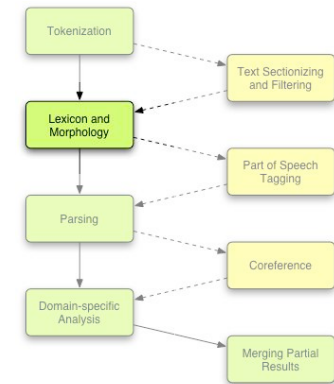 Tokenization
Text Sectionizing
and Filtering
Lexicon and
Morphology
Part of Speech
Tagging
Parsing
Coreference
Domain-specific
Analysis
Merging Partial
Results